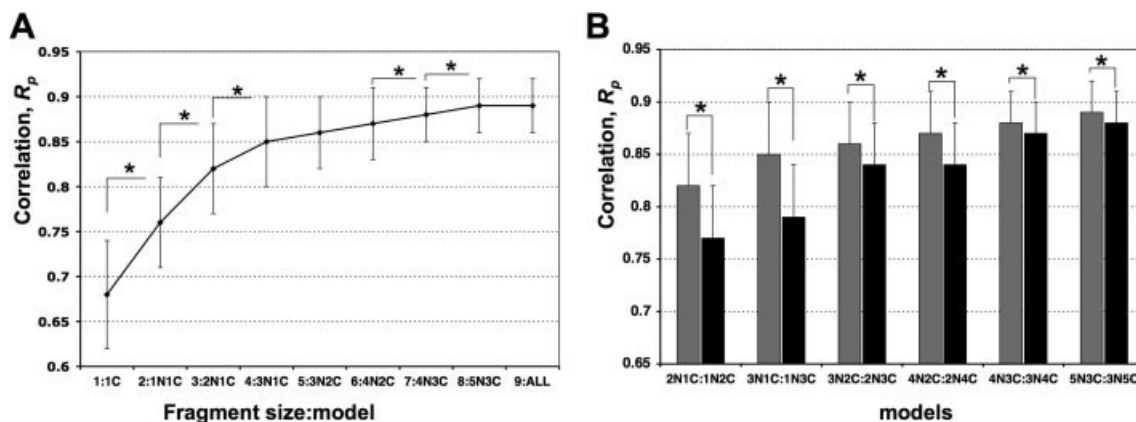 A
B
Correlation, Rp
0.95
0.9
0.85
0.8
0.75
0.7
0.65
0.6
* * * * *
1:1C 2:1N1C 3:2N1C 4:3N1C 5:3N2C 6:4N2C 7:4N3C 8:5N3C 9:ALL
Fragment size:model
Correlation, Rp
0.95
0.9
0.85
0.8
0.75
0.7
0.65
* * * * * *
2N1C:1N2C 3N1C:1N3C 3N2C:2N3C 4N2C:2N4C 4N3C:3N4C 5N3C:3N5C
models